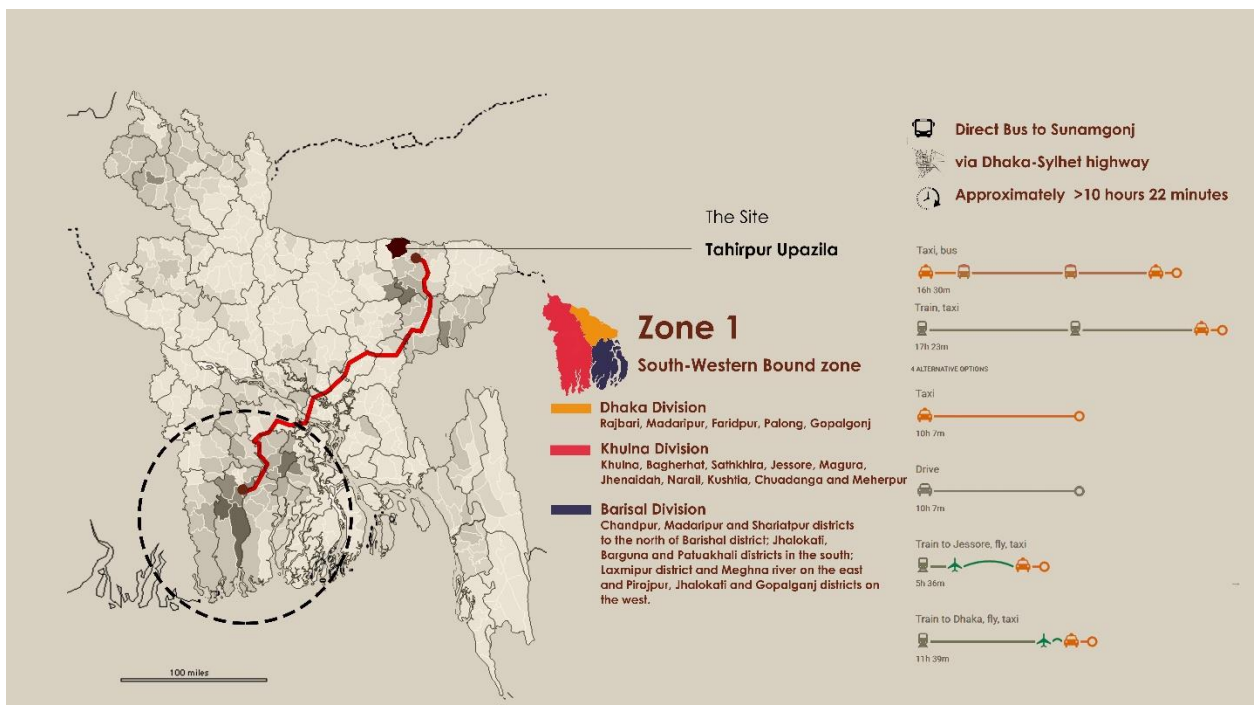 Direct Bus to Sunamgonj
via Dhaka-Sylhet highway
Approximately >10 hours 22 minutes
The Site
Tahirpur Upazila
Zone 1
South-Western Bound zone
Dhaka Division
Rajbari, Madaripur, Faridpur, Palong, Gopalgonj
Khulna Division
Khulna, Bagherhat, Sathkhira, Jessore, Magura,
Jhenaidah, Narail, Kushtia, Chuadanga and Meherpur
Barisal Division
Chandpur, Madaripur and Shariatpur districts
to the north of Barishal district; Jhalokati,
Barguna and Patuakhali districts in the south;
Laxmipur district and Meghna river on the east
and Pirojpur, Jhalokati and Gopalganj districts on
the west.
Taxi, bus
16h 30m
Train, taxi
17h 23m
4 ALTERNATIVE OPTIONS
Taxi
10h 7m
Drive
10h 7m
Train to Jessore, fly, taxi
5h 36m
Train to Dhaka, fly, taxi
11h 39m
100 miles